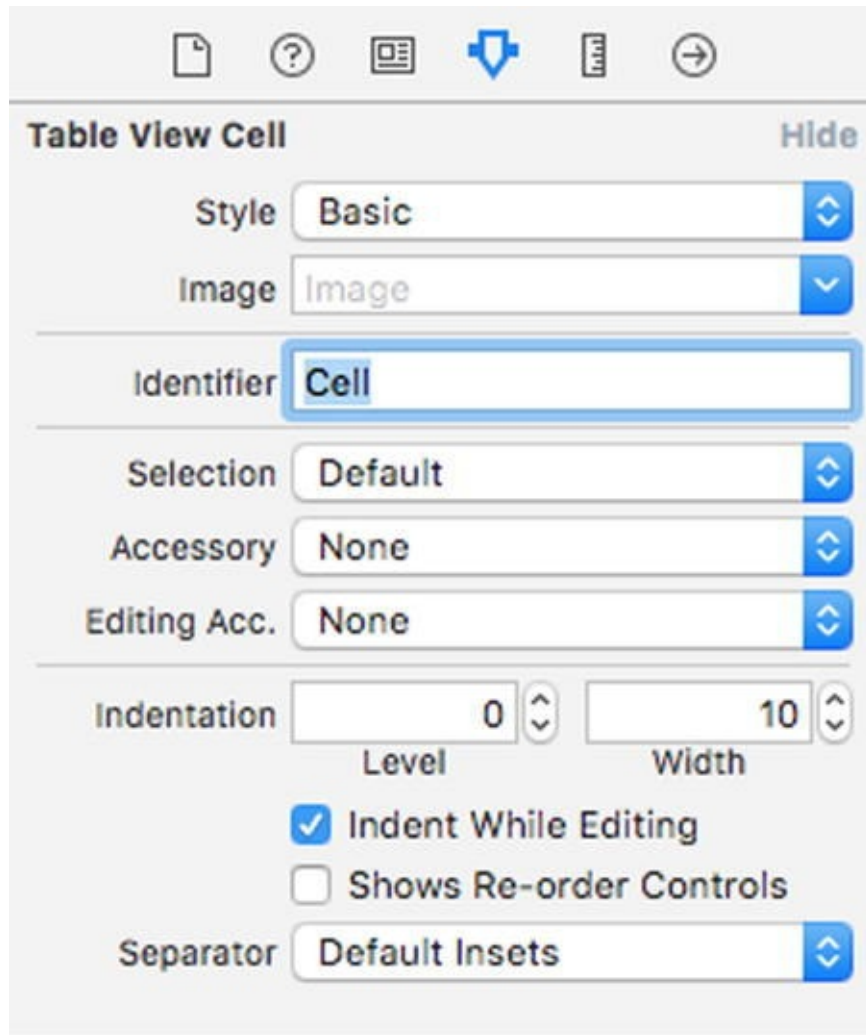 Table View Cell Hide
Style Basic
Image Image
Identifier Cell
Selection Default
Accessory None
Editing Acc. None
Indentation 0 10
Level Width
Indent While Editing
Shows Re-order Controls
Separator Default Insets